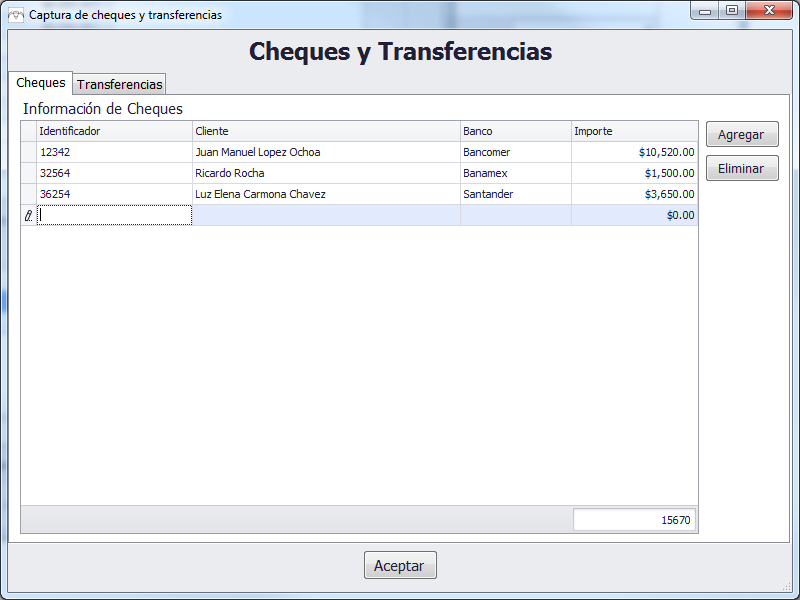 Captura de cheques y transferencias
Cheques y Transferencias
Cheques Transferencias
Información de Cheques
Identificador Cliente Banco Importe
12342 Juan Manuel Lopez Ochoa Bancomer $10,520.00
32564 Ricardo Rocha Banamex $1,500.00
36254 Luz Elena Carmona Chavez Santander $3,650.00
$0.00
Agregar
Eliminar
15670
Aceptar